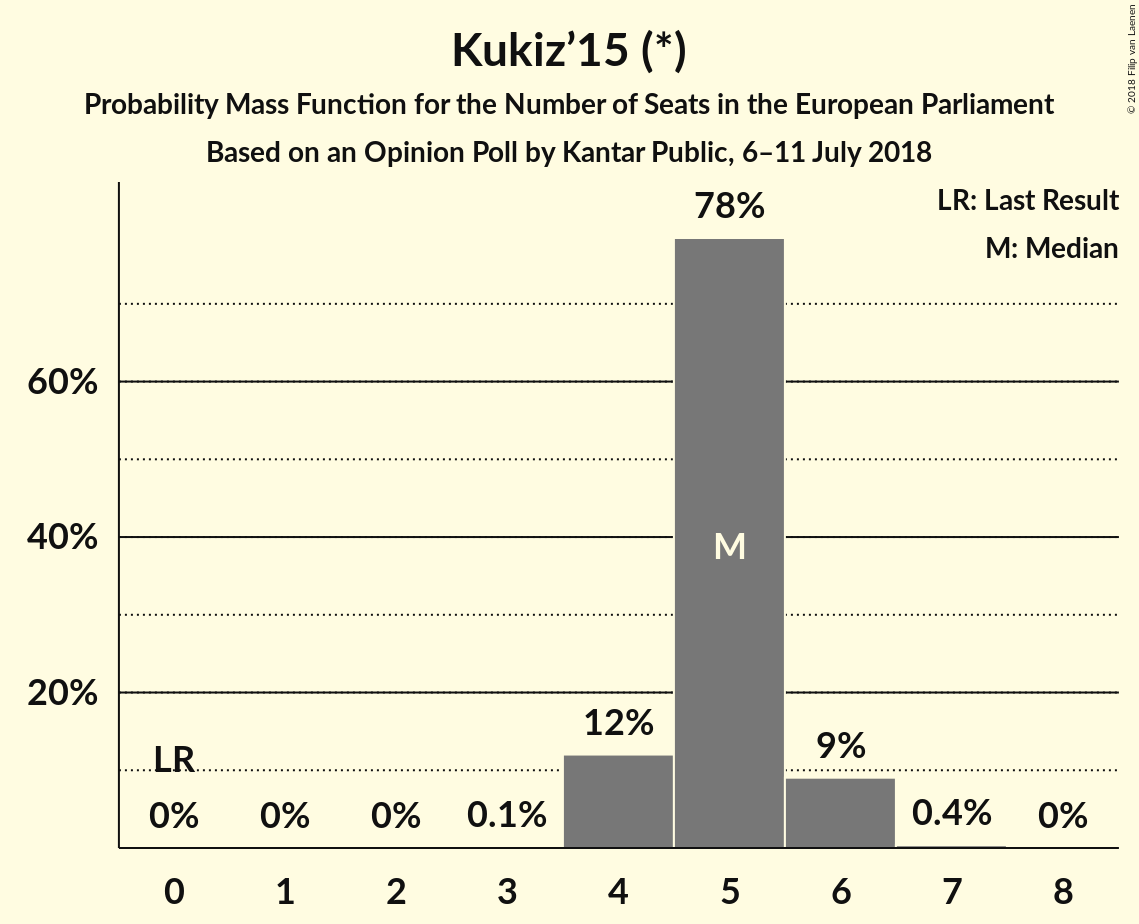 Kukiz’15 (*)
Probability Mass Function for the Number of Seats in the European Parliament
Based on an Opinion Poll by Kantar Public, 6–11 July 2018
© 2018 Filip van Laenen
LR: Last Result
M: Median
78%
60%
40%
M
20%
12%
9%
LR
0%
0%
0%
0.1%
0.4%
0%
0 1 2 3 4 5 6 7 8